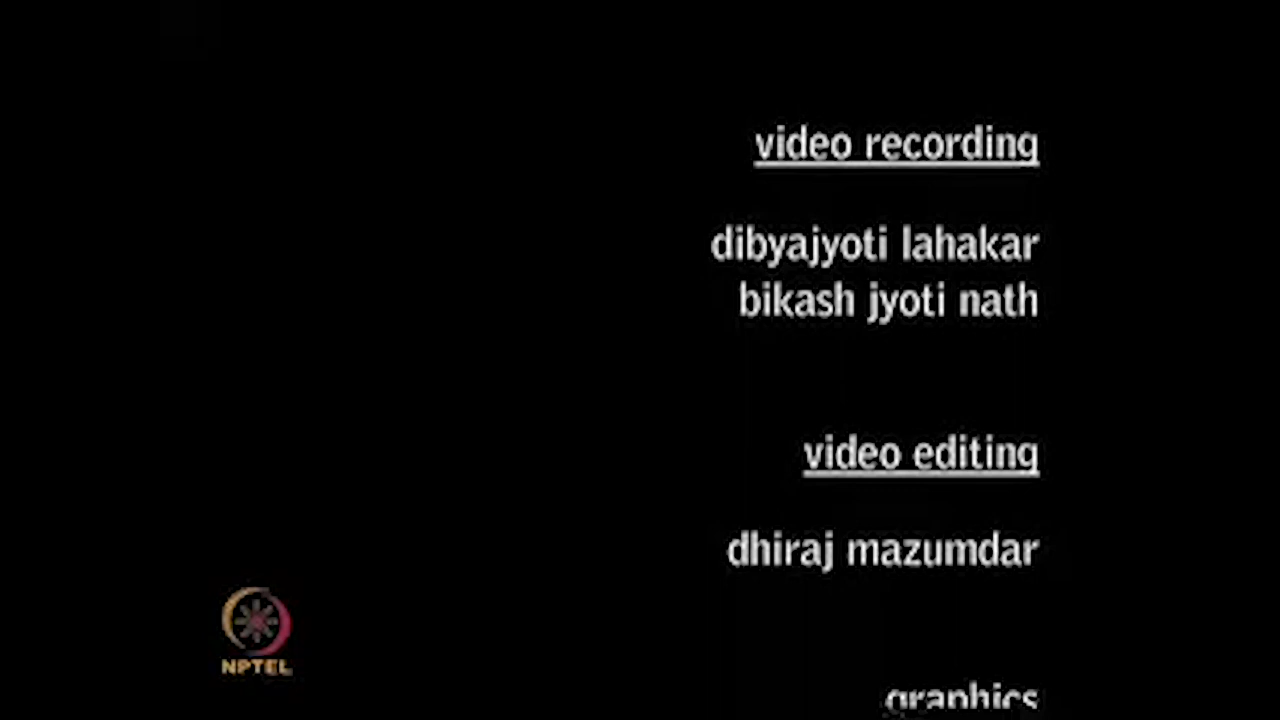 video recording
dibyajyoti lahakar
bikash jyoti nath
video editing
dhiraj mazumdar
NPTEL
graphics